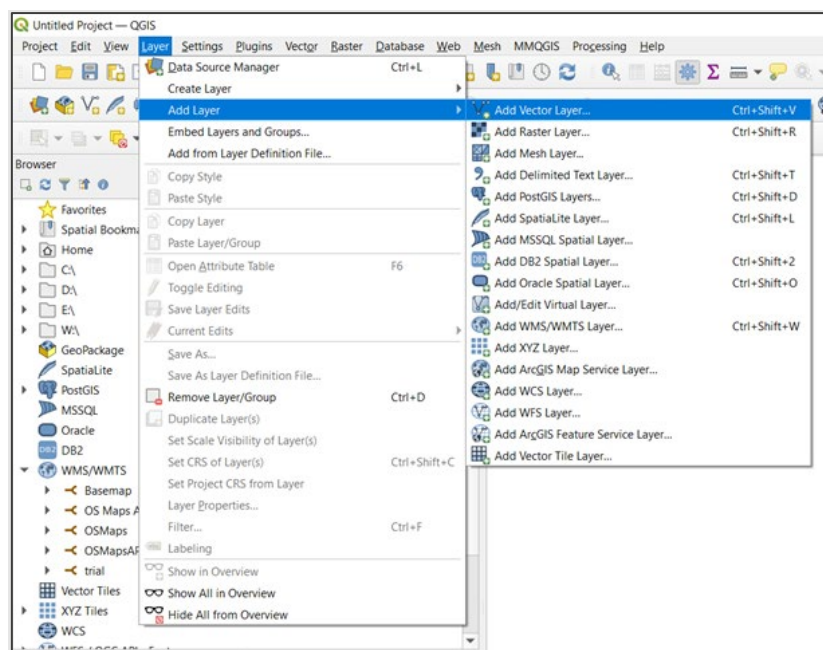 Untitled Project — QGIS
Project Edit View Layer Settings Plugins Vector Raster Database Web Mesh MMQGIS Processing Help
Data Source Manager Ctrl+L
Create Layer
Add Layer
Embed Layers and Groups...
Add from Layer Definition File...
Copy Style
Paste Style
Copy Layer
Paste Layer/Group
Open Attribute Table F6
Toggle Editing
Save Layer Edits
Current Edits
Save As...
Save As Layer Definition File...
Remove Layer/Group Ctrl+D
Duplicate Layer(s)
Set Scale Visibility of Layer(s)
Set CRS of Layer(s) Ctrl+Shift+C
Set Project CRS from Layer
Layer Properties...
Filter... Ctrl+F
Labeling
Show in Overview
Show All in Overview
Hide All from Overview
Add Vector Layer... Ctrl+Shift+V
Add Raster Layer... Ctrl+Shift+R
Add Mesh Layer...
Add Delimited Text Layer... Ctrl+Shift+T
Add PostGIS Layers... Ctrl+Shift+D
Add SpatiaLite Layer... Ctrl+Shift+L
Add MSSQL Spatial Layer...
Add DB2 Spatial Layer... Ctrl+Shift+2
Add Oracle Spatial Layer... Ctrl+Shift+O
Add/Edit Virtual Layer...
Add WMS/WMTS Layer... Ctrl+Shift+W
Add XYZ Layer...
Add ArcGIS Map Service Layer...
Add WCS Layer...
Add WFS Layer...
Add ArcGIS Feature Service Layer...
Add Vector Tile Layer...
Browser
Favorites
Spatial Bookm
Home
C:\
D:\
E:\
W:\
GeoPackage
SpatiaLite
PostGIS
MSSQL
Oracle
DB2 DB2
WMS/WMTS
Basemap
OS Maps A
OSMaps
OSMapsAP
trial
Vector Tiles
XYZ Tiles
WCS